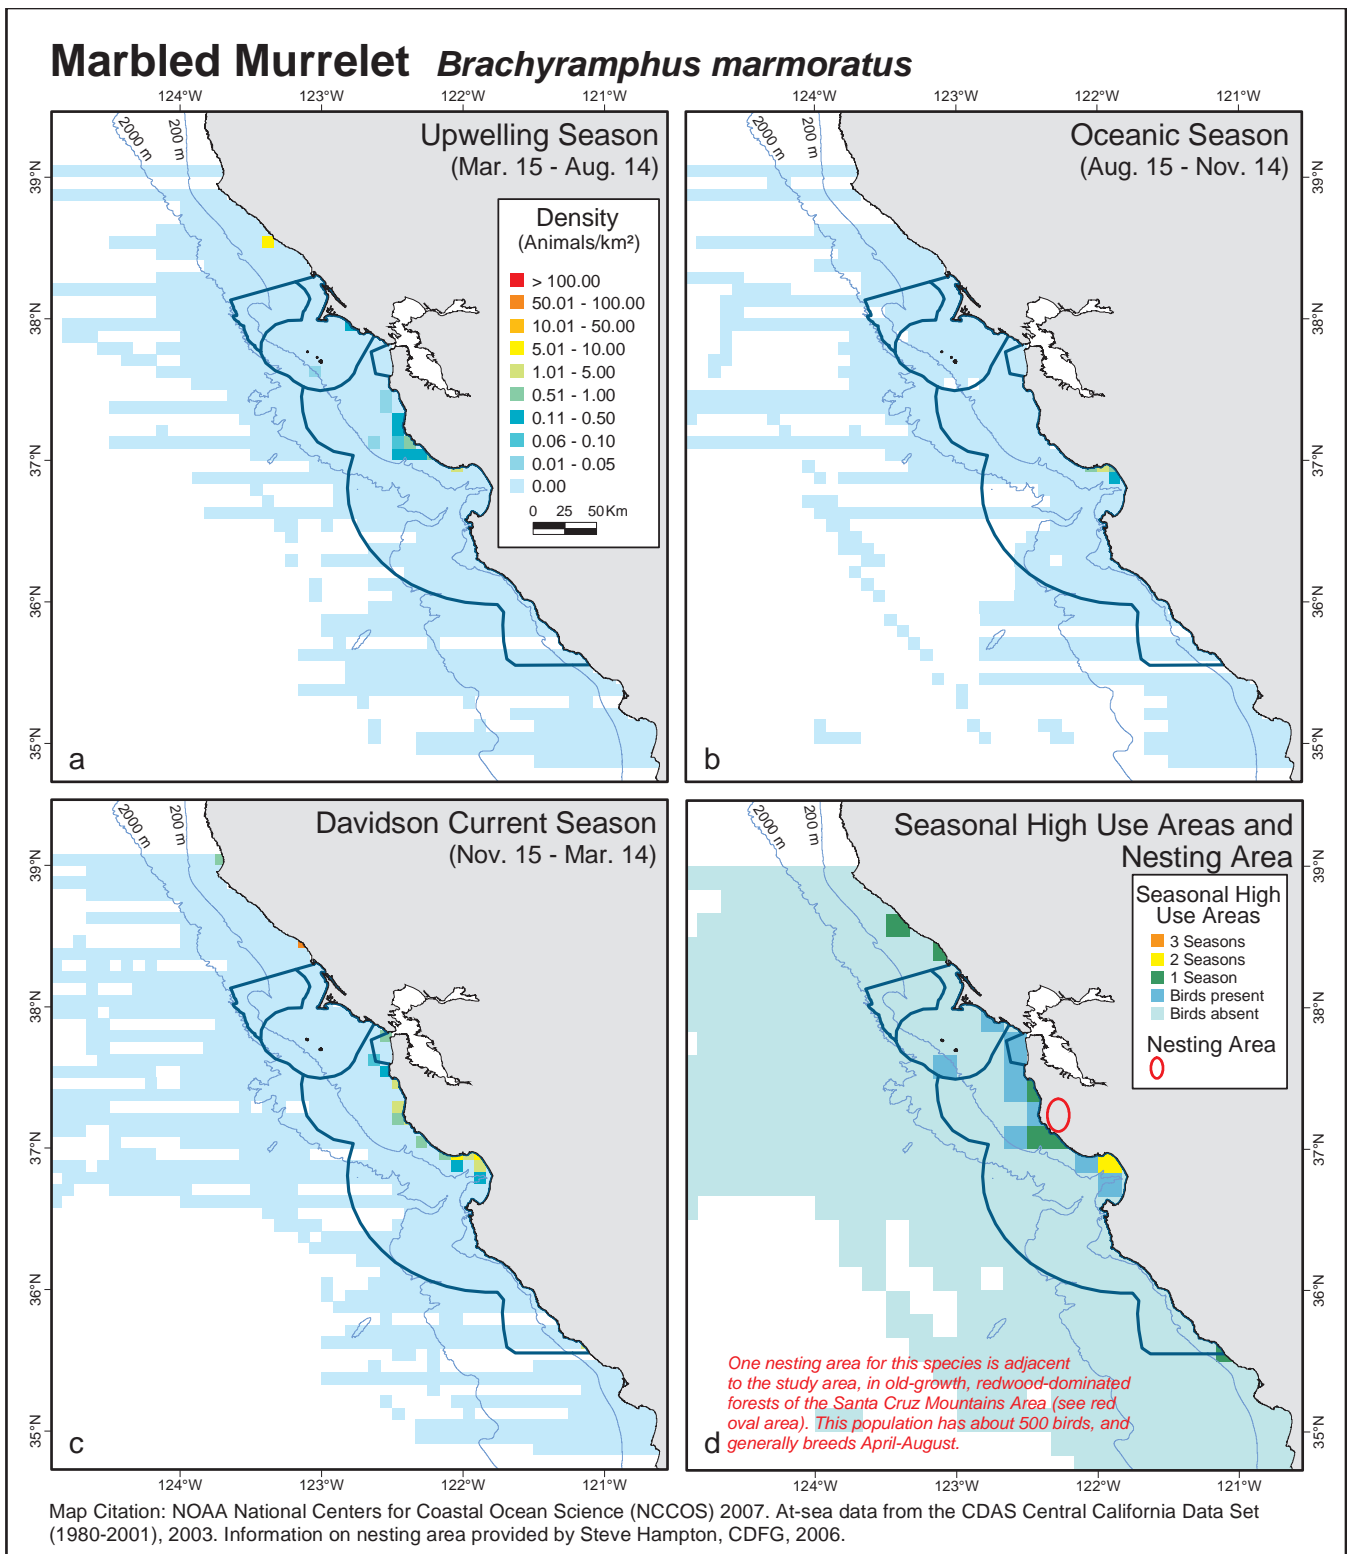 Marbled Murrelet Brachyramphus marmoratus
124°W 123°W 122°W 121°W
124°W 123°W 122°W 121°W
2000 m
200 m
Upwelling Season
(Mar. 15 - Aug. 14)
Density
(Animals/km²)
> 100.00
50.01 - 100.00
10.01 - 50.00
5.01 - 10.00
1.01 - 5.00
0.51 - 1.00
0.11 - 0.50
0.06 - 0.10
0.01 - 0.05
0.00
0 25 50 Km
39°N
38°N
37°N
36°N
35°N
a
2000 m
200 m
Oceanic Season
(Aug. 15 - Nov. 14)
39°N
38°N
37°N
36°N
35°N
b
2000 m
200 m
Davidson Current Season
(Nov. 15 - Mar. 14)
39°N
38°N
37°N
36°N
35°N
c
2000 m
200 m
Seasonal High Use Areas and
Nesting Area
Seasonal High
Use Areas
3 Seasons
2 Seasons
1 Season
Birds present
Birds absent
Nesting Area
39°N
38°N
37°N
36°N
35°N
One nesting area for this species is adjacent
to the study area, in old-growth, redwood-dominated
forests of the Santa Cruz Mountains Area (see red
oval area). This population has about 500 birds, and
generally breeds April-August.
d
124°W 123°W 122°W 121°W
124°W 123°W 122°W 121°W
Map Citation: NOAA National Centers for Coastal Ocean Science (NCCOS) 2007. At-sea data from the CDAS Central California Data Set
(1980-2001), 2003. Information on nesting area provided by Steve Hampton, CDFG, 2006.